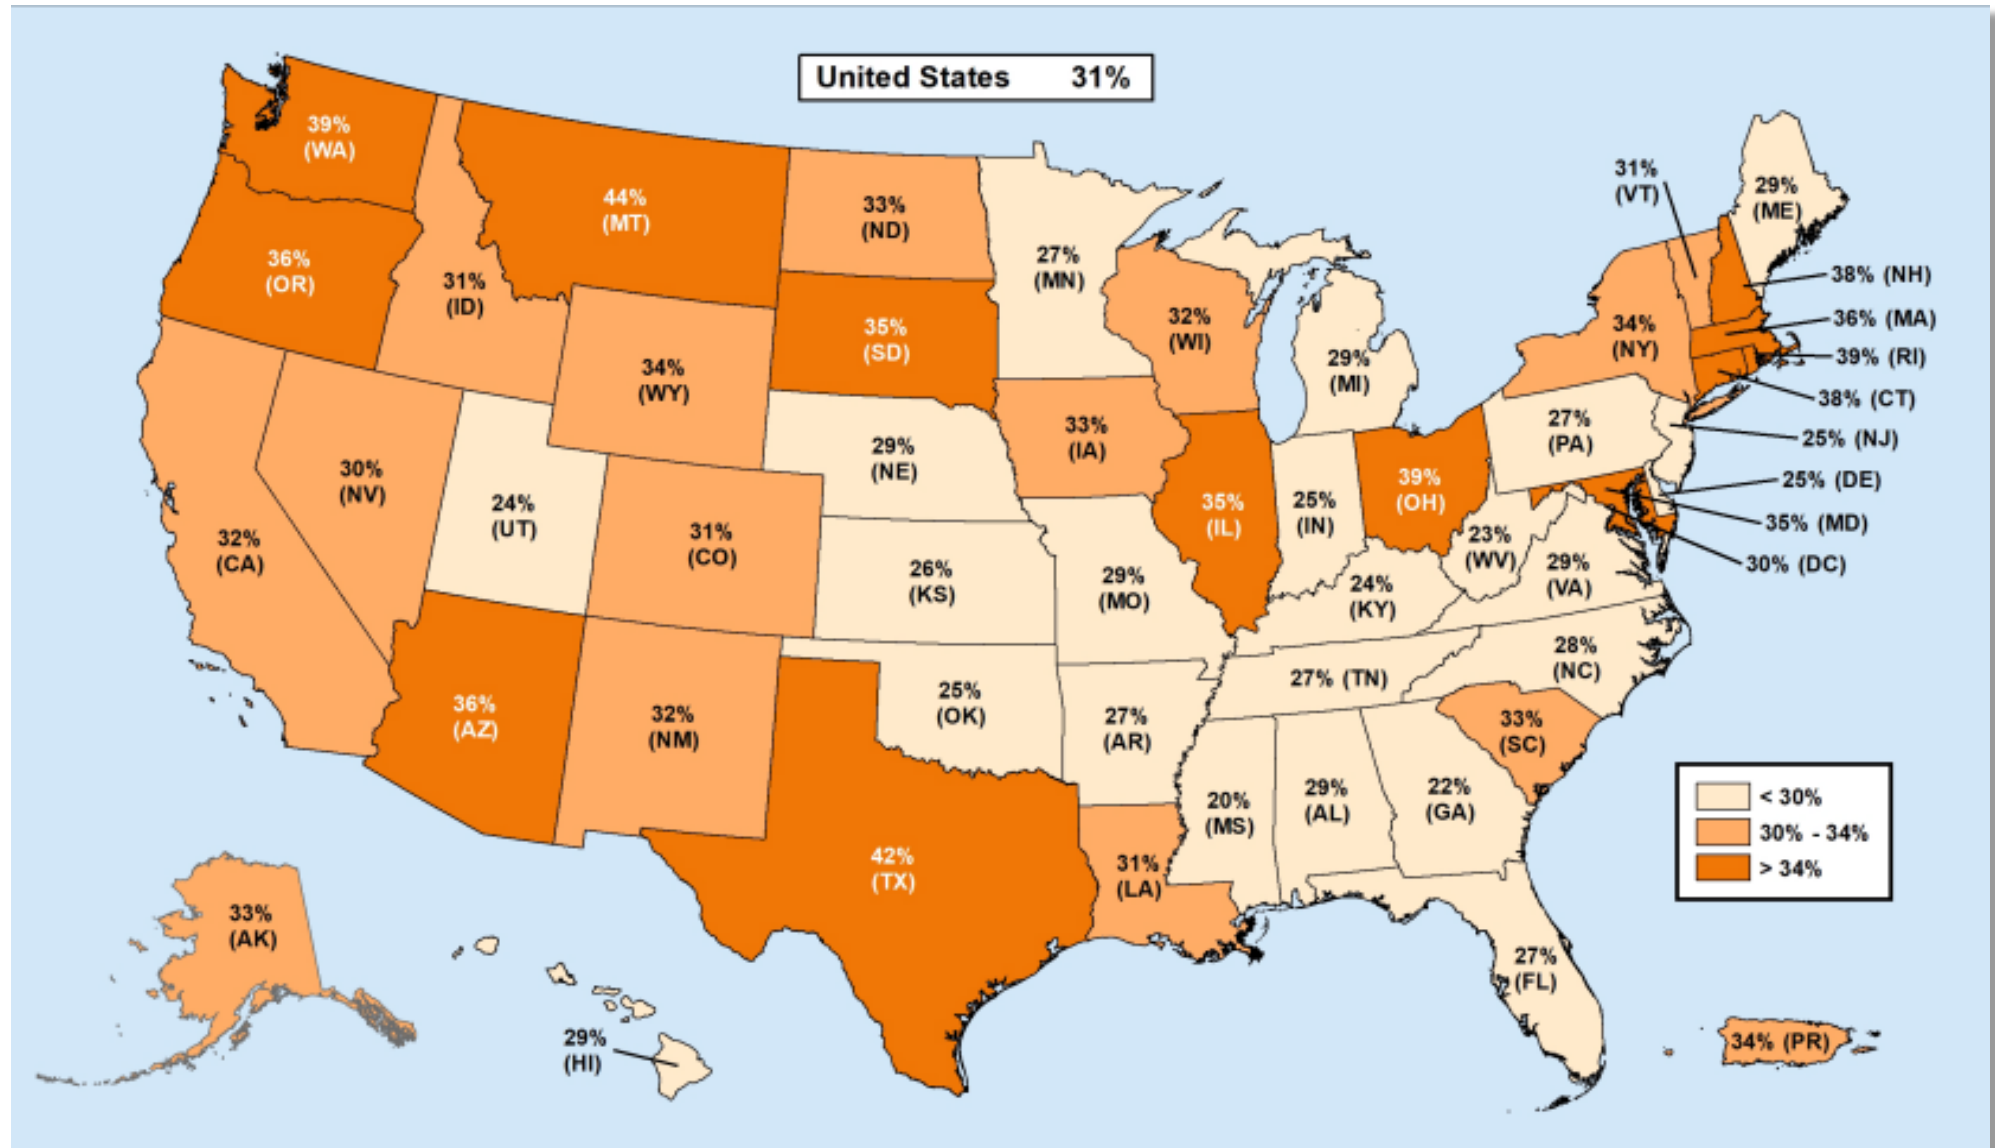 United States 31%
39%
(WA)
44%
(MT)
33%
(ND)
27%
(MN)
31%
(VT)
29%
(ME)
36%
(OR)
31%
(ID)
35%
(SD)
32%
(WI)
29%
(MI)
34%
(NY)
38% (NH)
36% (MA)
39% (RI)
38% (CT)
25% (NJ)
25% (DE)
35% (MD)
30% (DC)
34%
(WY)
33%
(IA)
27%
(PA)
30%
(NV)
24%
(UT)
29%
(NE)
35%
(IL)
25%
(IN)
39%
(OH)
23%
(WV)
29%
(VA)
32%
(CA)
31%
(CO)
26%
(KS)
29%
(MO)
24%
(KY)
28%
(NC)
27% (TN)
36%
(AZ)
32%
(NM)
25%
(OK)
27%
(AR)
33%
(SC)
20%
(MS)
29%
(AL)
22%
(GA)
42%
(TX)
31%
(LA)
27%
(FL)
< 30%
30% - 34%
> 34%
33%
(AK)
29%
(HI)
34% (PR)